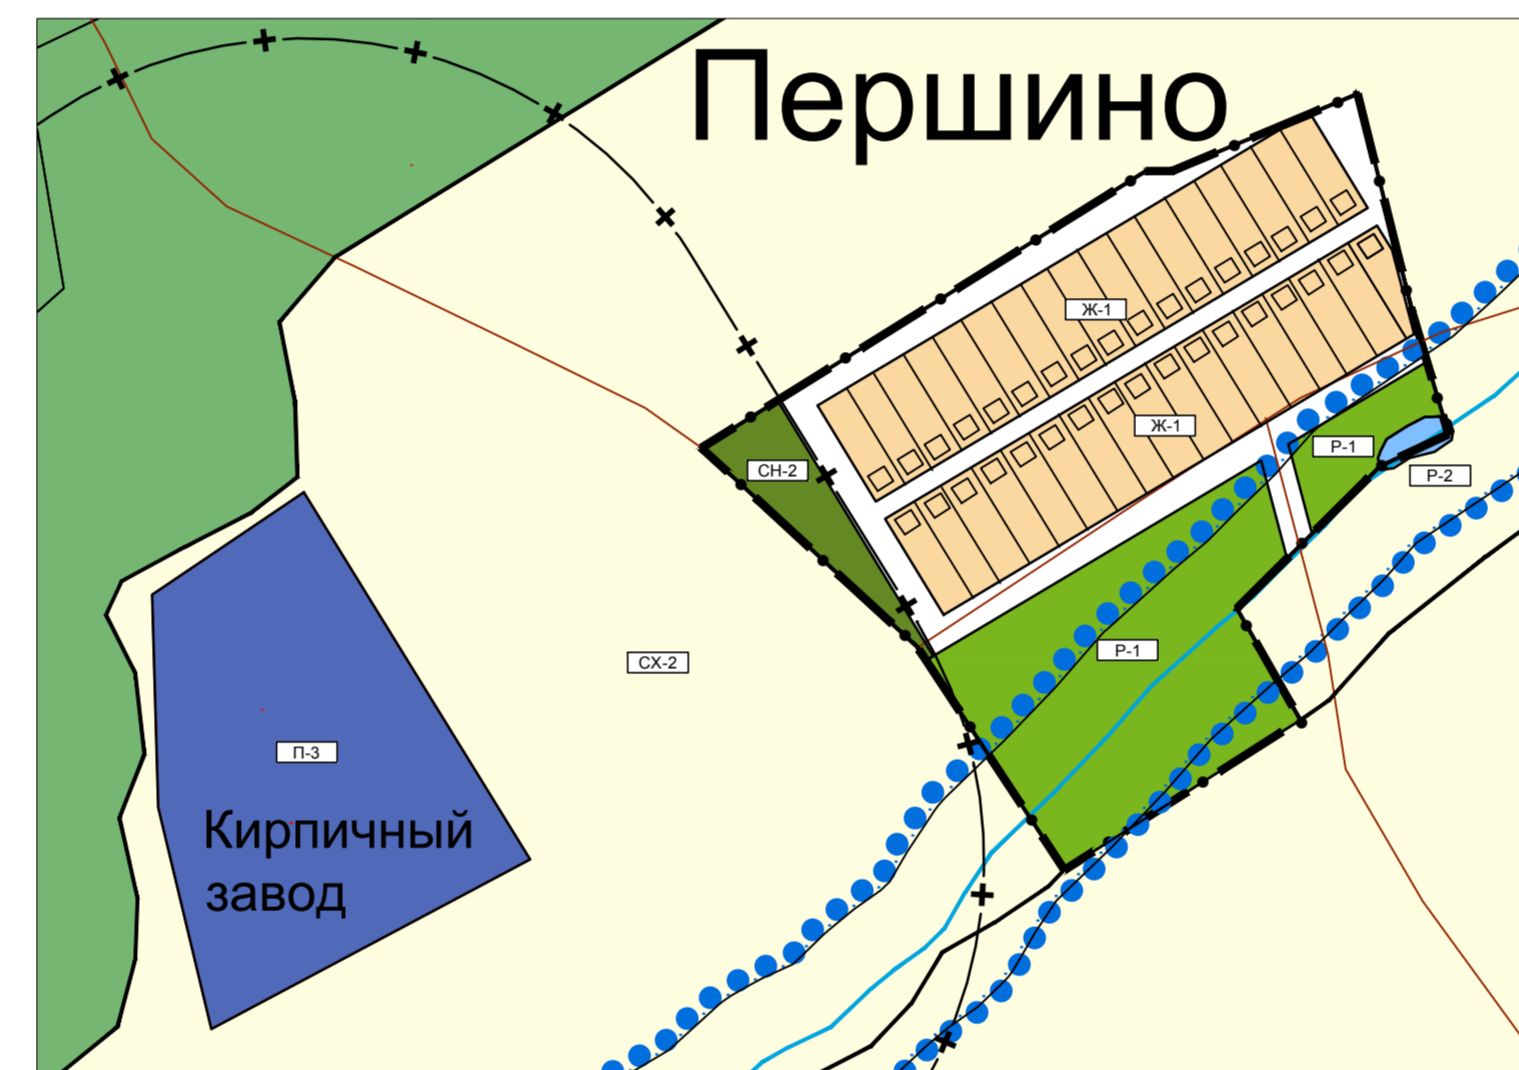 Першино
Ж-1
Ж-1
Р-1
СН-2
Р-2
Р-1
СХ-2
П-3
Кирпичный
завод